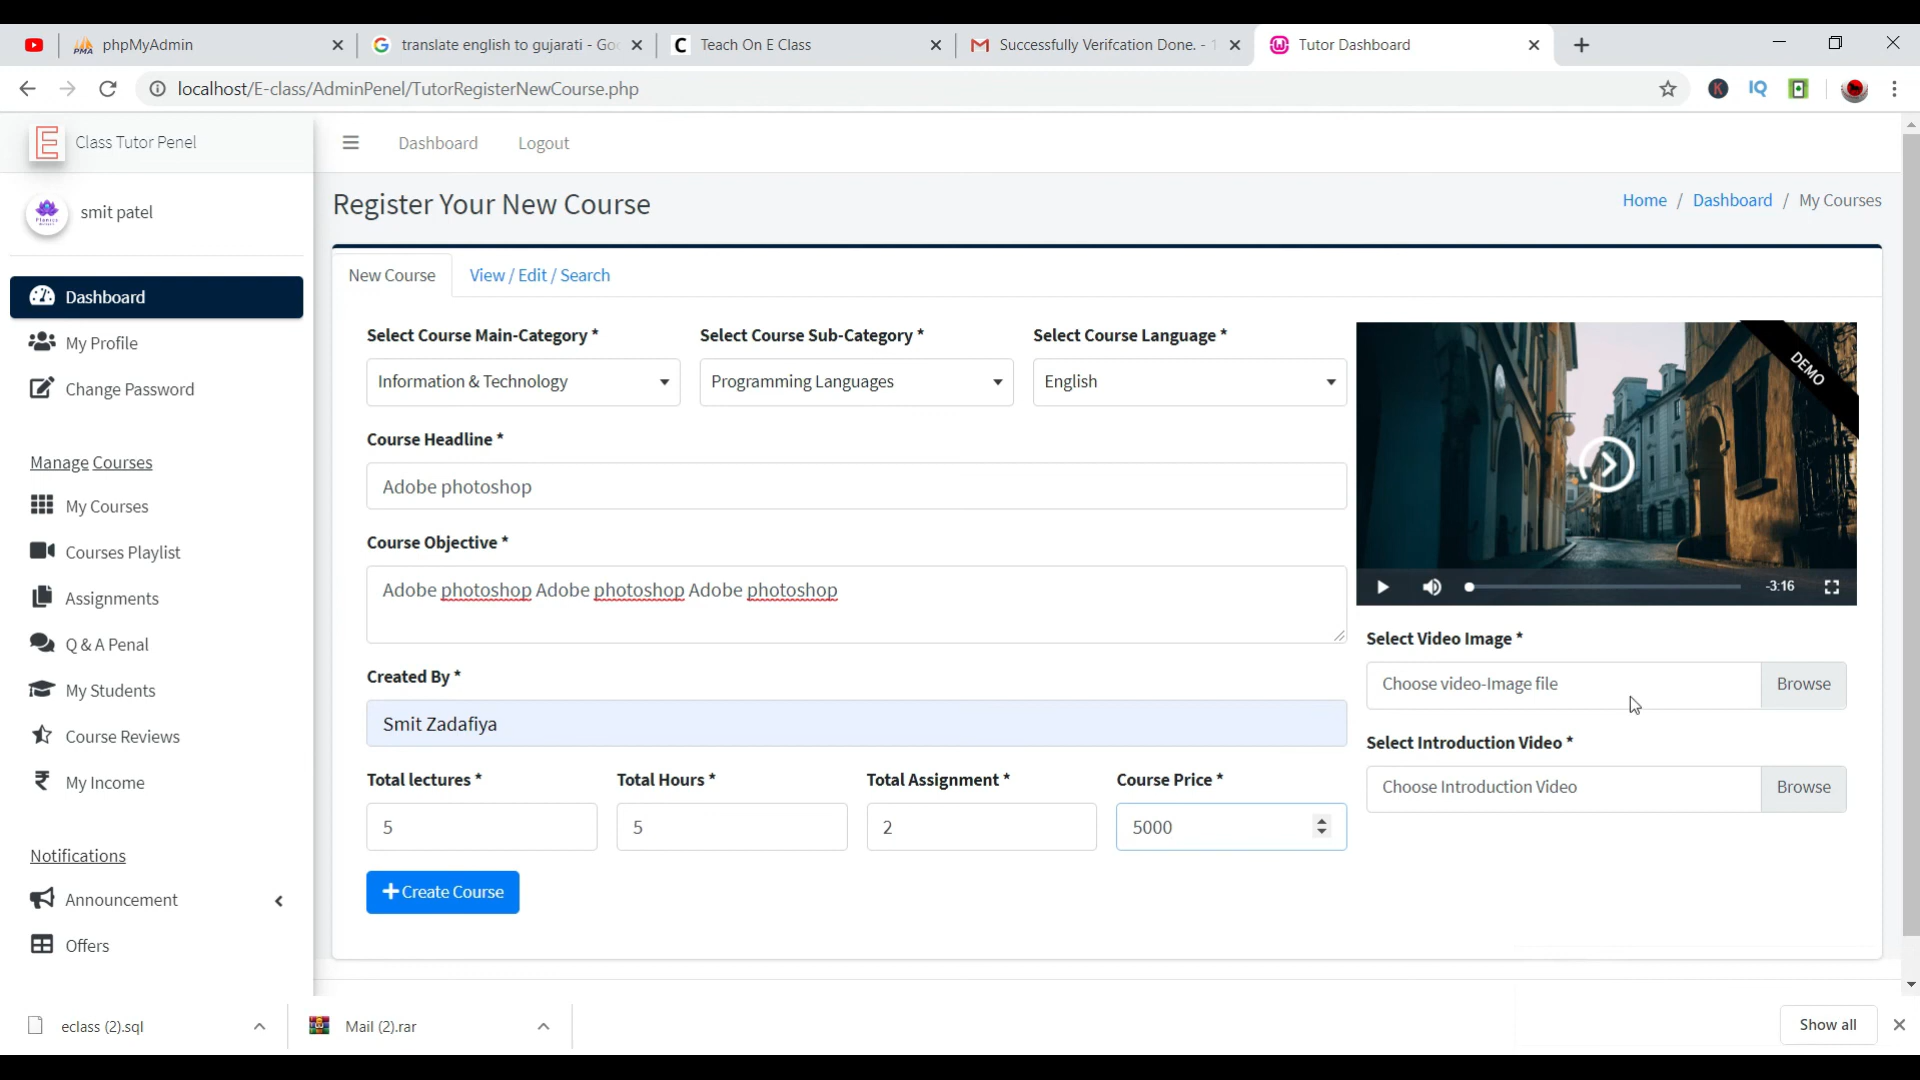 phpMyAdmin
translate english to gujarati - Goo
Teach On E Class
Successfully Verifcation Done. - 1
Tutor Dashboard
localhost/E-class/AdminPenel/TutorRegisterNewCourse.php
K
IQ
E Class Tutor Penel
Dashboard
Logout
smit patel
Register Your New Course
Home / Dashboard / My Courses
Dashboard
My Profile
Change Password
Manage Courses
My Courses
Courses Playlist
Assignments
Q & A Penal
My Students
Course Reviews
My Income
Notifications
Announcement
Offers
New Course
View / Edit / Search
Select Course Main-Category *
Select Course Sub-Category *
Select Course Language *
Information & Technology
Programming Languages
English
Course Headline *
Adobe photoshop
Course Objective *
Adobe photoshop Adobe photoshop Adobe photoshop
Created By *
Smit Zadafiya
Total lectures *
Total Hours *
Total Assignment *
Course Price *
5
5
2
5000
Create Course
DEMO
-3:16
Select Video Image *
Choose video-Image file
Browse
Select Introduction Video *
Choose Introduction Video
Browse
eclass (2).sql
Mail (2).rar
Show all